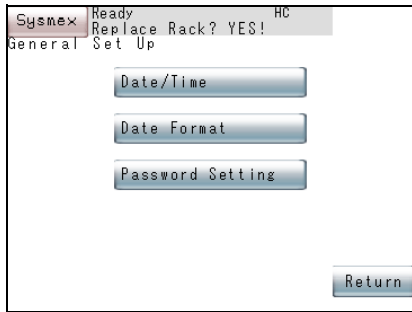 Sysmex
Ready HC
Replace Rack? YES!
General Set Up
Date/Time
Date Format
Password Setting
Return